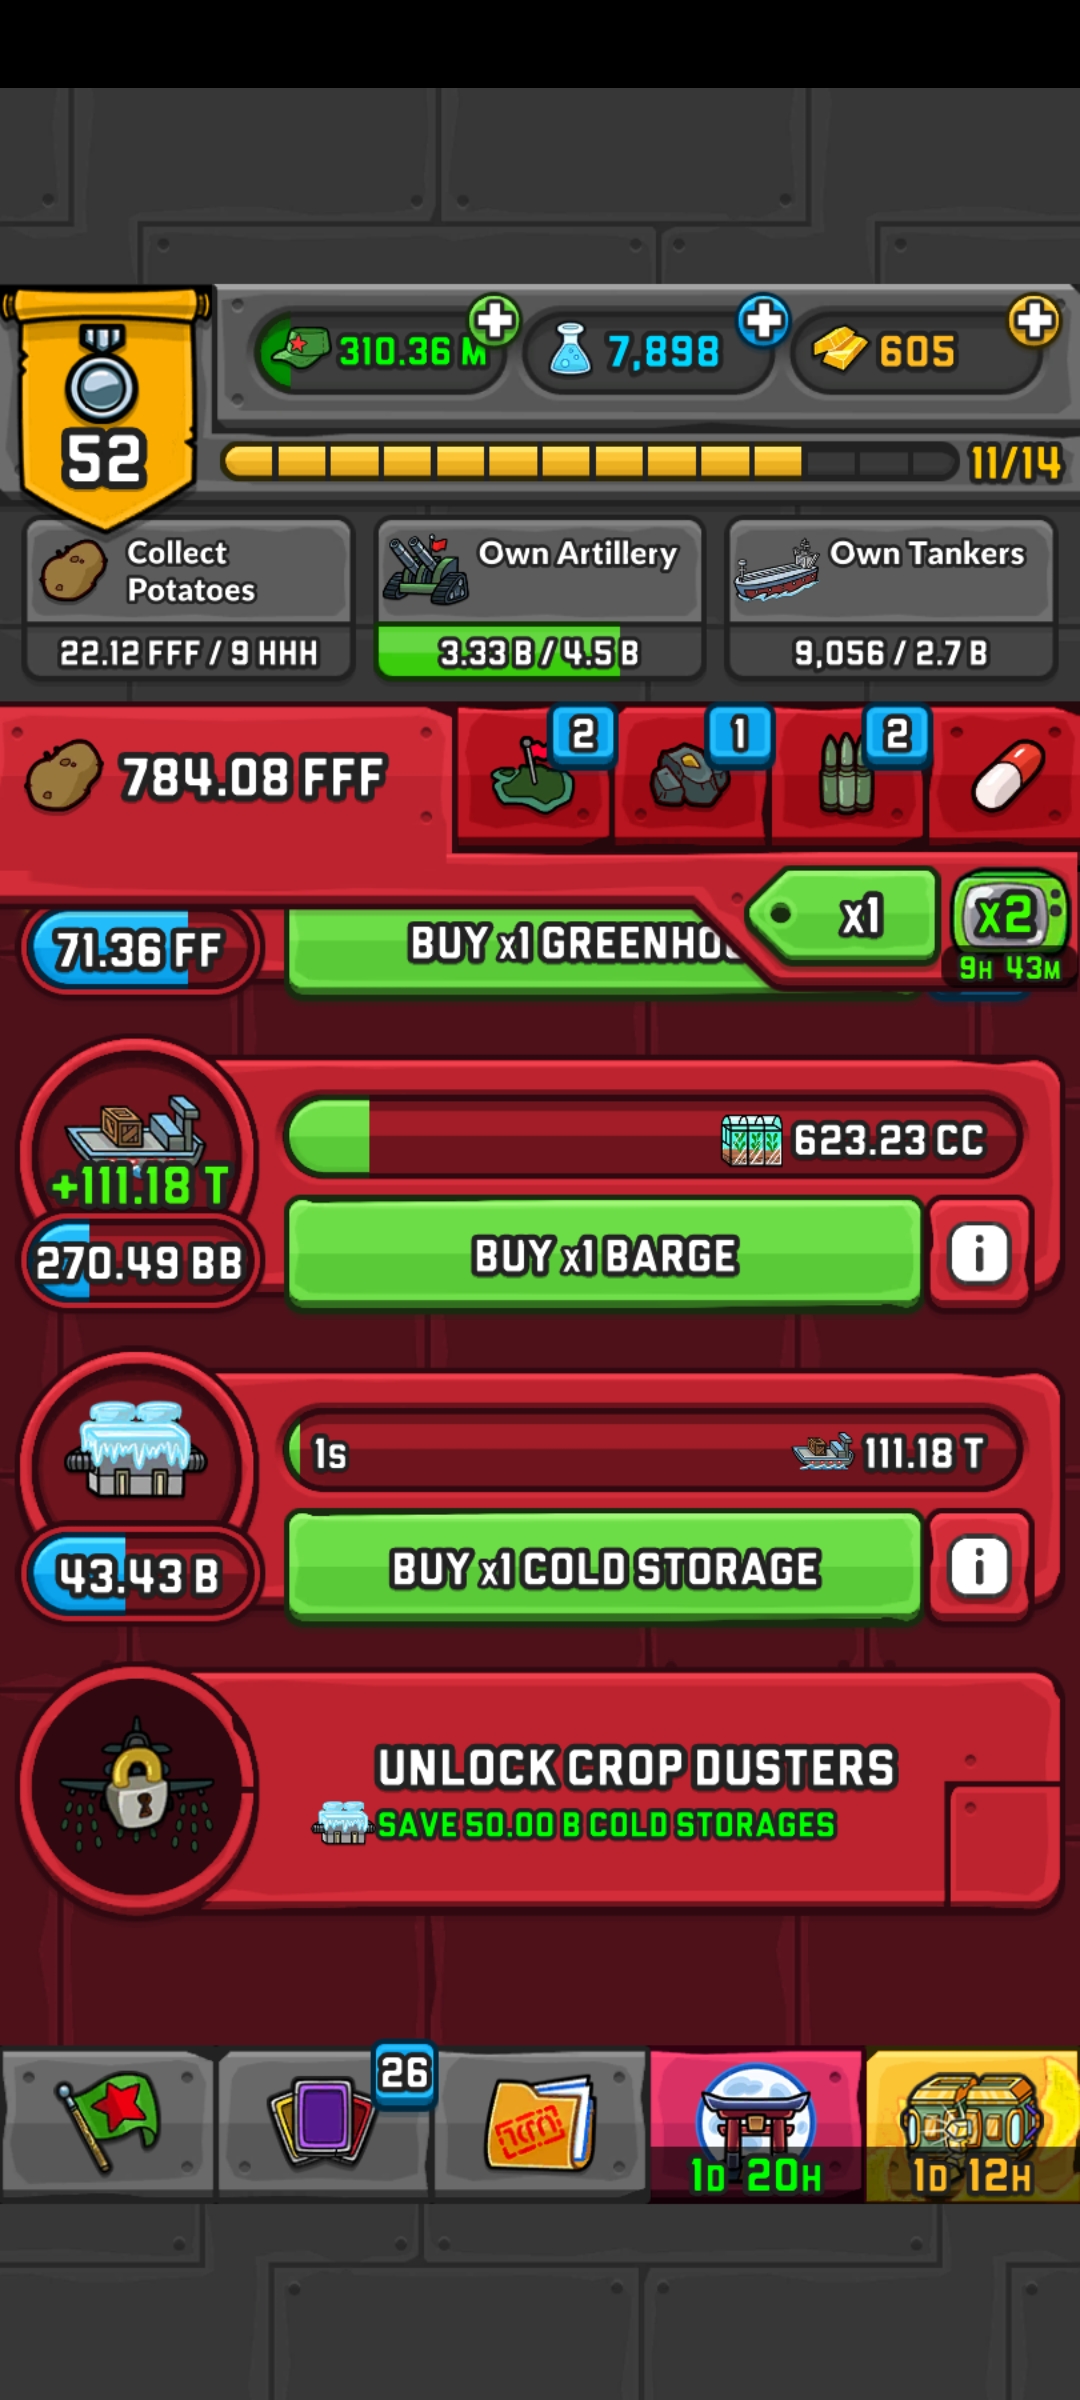 310.36 M
7,898
605
52
11/14
Collect
Potatoes
Own Artillery
Own Tankers
22.12 FFF / 9 HHH
3.33 B / 4.5 B
9,056 / 2.7 B
2
1
2
784.08 FFF
x1
x2
9H 43M
71.36 FF
BUY x1 GREENHO
+111.18 T
623.23 CC
270.49 BB
BUY x1 BARGE
i
1s
111.18 T
43.43 B
BUY x1 COLD STORAGE
i
UNLOCK CROP DUSTERS
SAVE 50.00 B COLD STORAGES
26
1D 20H
1D 12H